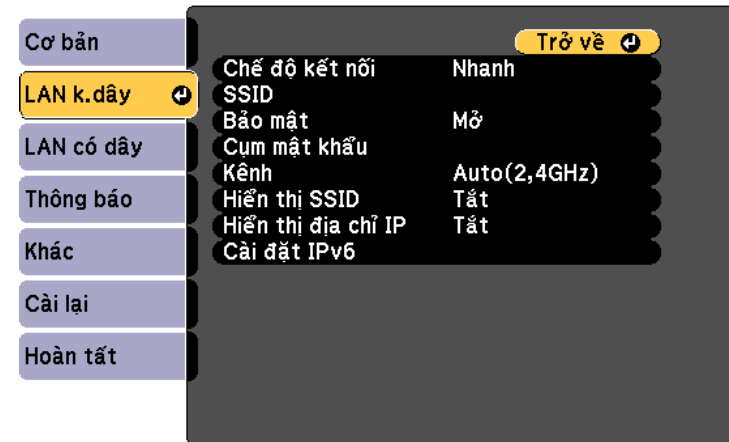 Cơ bản
LAN k.dây
LAN có dây
Thông báo
Khác
Cài lại
Hoàn tất
Trở về
Chế độ kết nối Nhanh
SSID
Bảo mật Mở
Cụm mật khẩu
Kênh Auto(2,4GHz)
Hiển thị SSID Tắt
Hiển thị địa chỉ IP Tắt
Cài đặt IPv6